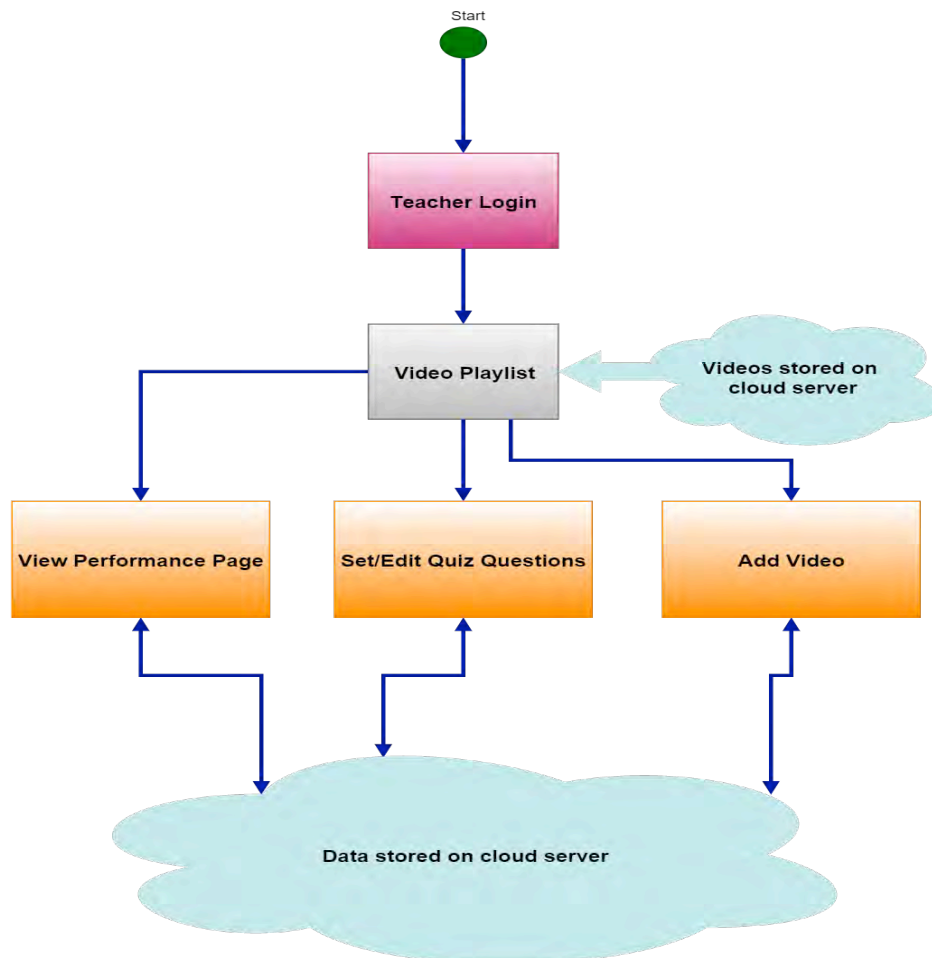 Start
Teacher Login
Video Playlist
Videos stored on
cloud server
View Performance Page
Set/Edit Quiz Questions
Add Video
Data stored on cloud server